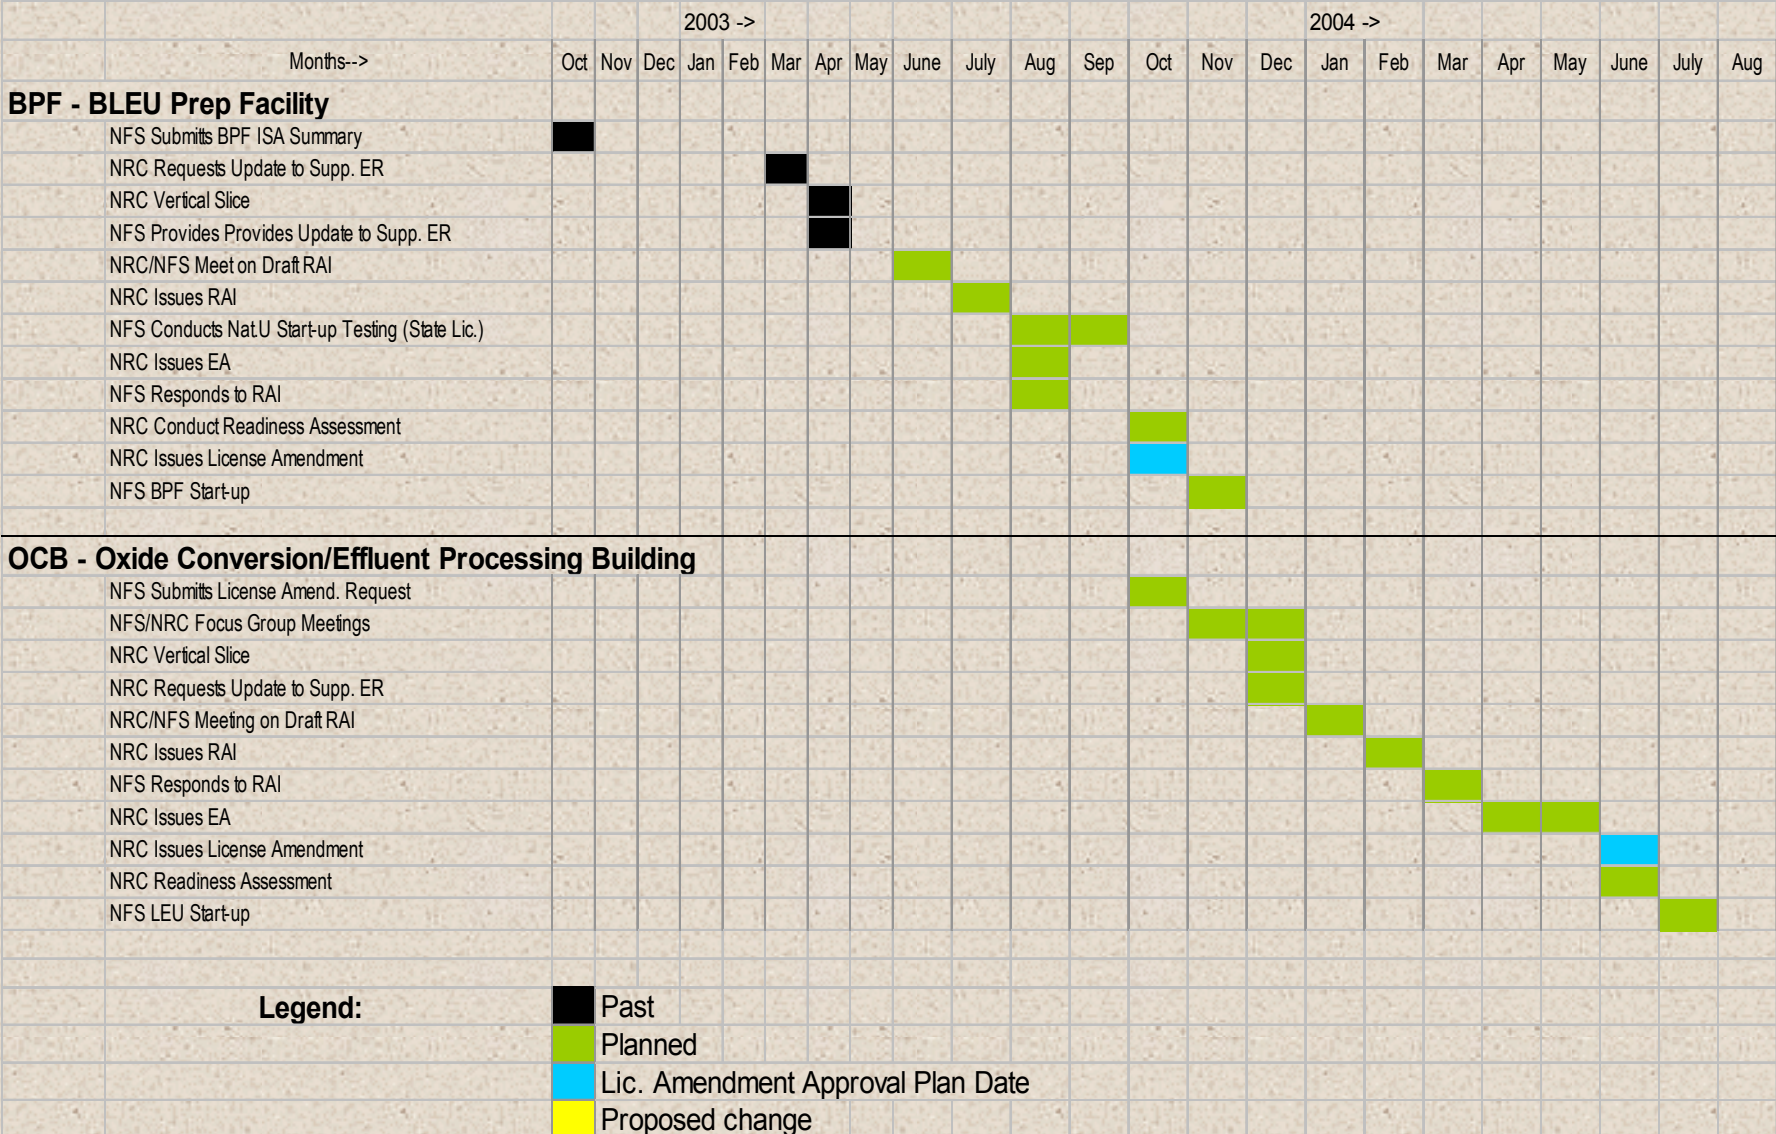 2003 -> 2004 ->
Months--> Oct Nov Dec Jan Feb Mar Apr May June July Aug Sep Oct Nov Dec Jan Feb Mar Apr May June July Aug
BPF - BLEU Prep Facility
NFS Submitts BPF ISA Summary
NRC Requests Update to Supp. ER
NRC Vertical Slice
NFS Provides Provides Update to Supp. ER
NRC/NFS Meet on Draft RAI
NRC Issues RAI
NFS Conducts Nat.U Start-up Testing (State Lic.)
NRC Issues EA
NFS Responds to RAI
NRC Conduct Readiness Assessment
NRC Issues License Amendment
NFS BPF Start-up
OCB - Oxide Conversion/Effluent Processing Building
NFS Submitts License Amend. Request
NFS/NRC Focus Group Meetings
NRC Vertical Slice
NRC Requests Update to Supp. ER
NRC/NFS Meeting on Draft RAI
NRC Issues RAI
NFS Responds to RAI
NRC Issues EA
NRC Issues License Amendment
NRC Readiness Assessment
NFS LEU Start-up
Legend: Past
Planned
Lic. Amendment Approval Plan Date
Proposed change